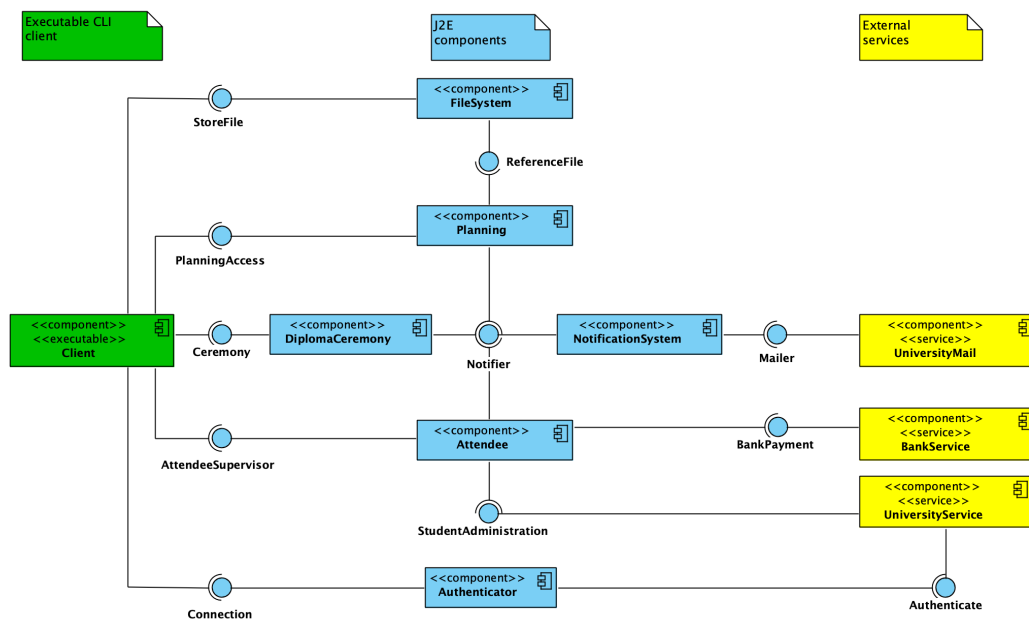 Executable CLI
client
J2E
components
External
services
<<component>>
FileSystem
StoreFile
ReferenceFile
<<component>>
Planning
PlanningAccess
<<component>>
<<executable>>
Client
Ceremony
<<component>>
DiplomaCeremony
Notifier
<<component>>
NotificationSystem
Mailer
<<component>>
<<service>>
UniversityMail
<<component>>
Attendee
AttendeeSupervisor
BankPayment
<<component>>
<<service>>
BankService
<<component>>
<<service>>
UniversityService
StudentAdministration
<<component>>
Authenticator
Connection
Authenticate